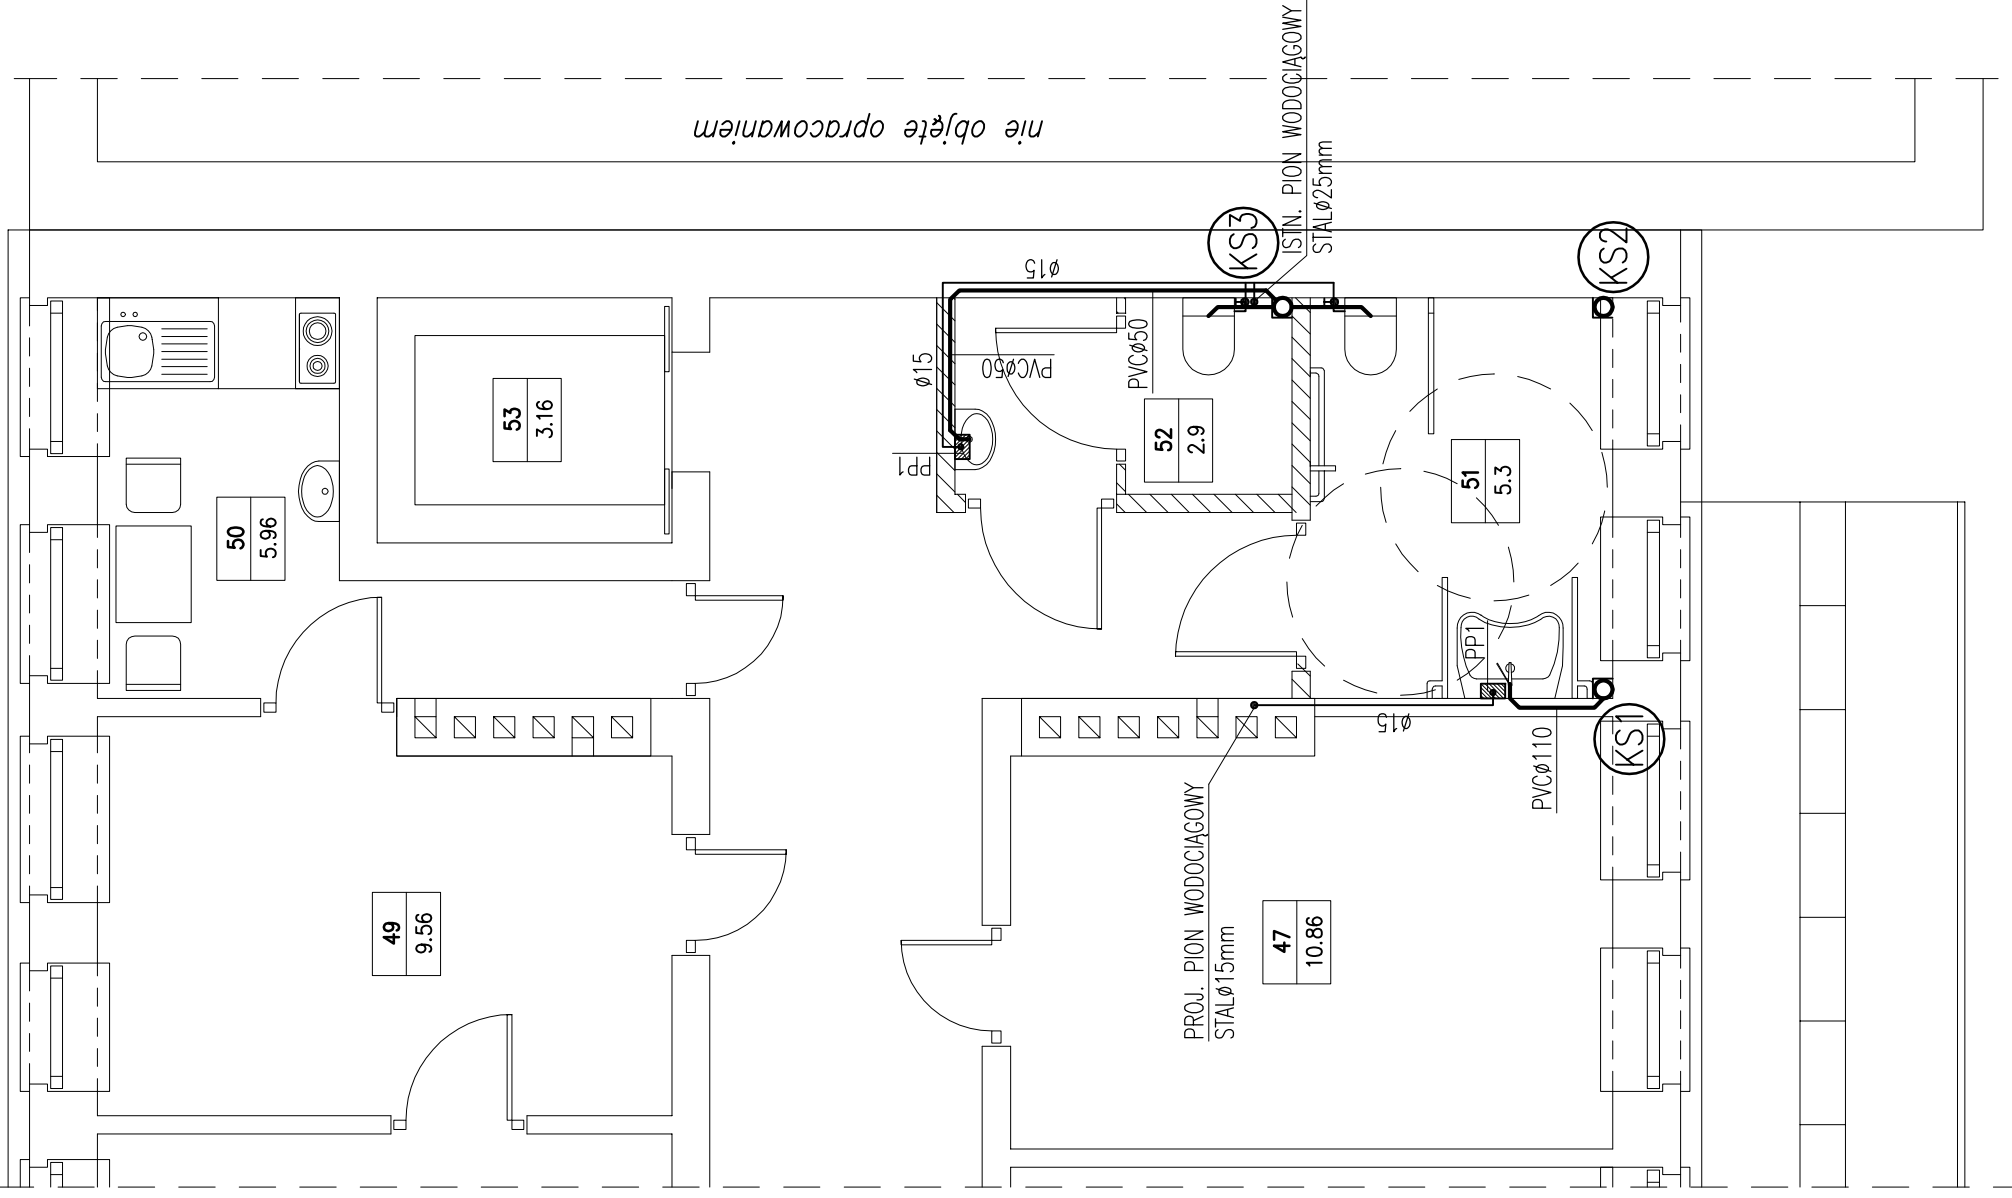 nie objęte opracowaniem
ISTN. PION WODOCIĄGOWY
STALø25mm
KS3
KS2
ø15
ø15
PVCø50
PVCø50
PP1
53
3.16
52
2.9
51
5.3
50
5.96
PP1
ø15
KS1
PVCø110
PROJ. PION WODOCIĄGOWY
STALø15mm
49
9.56
47
10.86